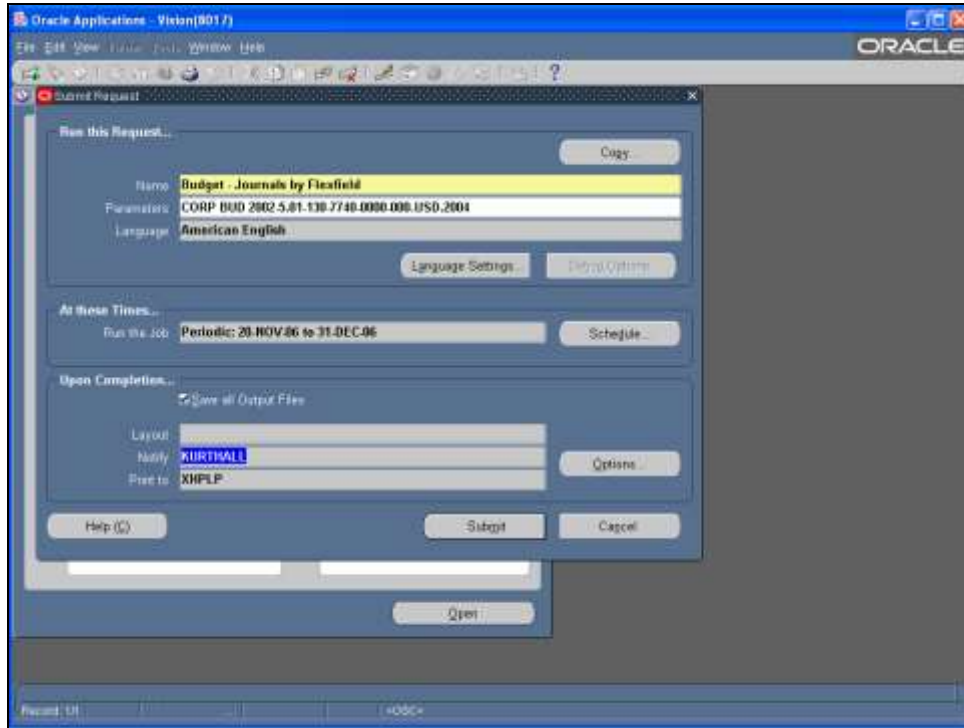 Oracle Applications - Vision(8017)
File Edit View Window Help
ORACLE
Submit Request
Run this Request...
Copy...
Name Budget - Journals by Flexfield
Parameters CORP BUD 2002.5.01-130-7740-0000-000.USD.2004
Language American English
Language Settings...
Debug Options
At these Times...
Run the Job Periodic: 20-NOV-06 to 31-DEC-06
Schedule...
Upon Completion...
Save all Output Files
Layout
Notify KURTHALL
Options...
Print to XHPLP
Help (C)
Submit
Cancel
Open
Record: 1/1
<OSC>